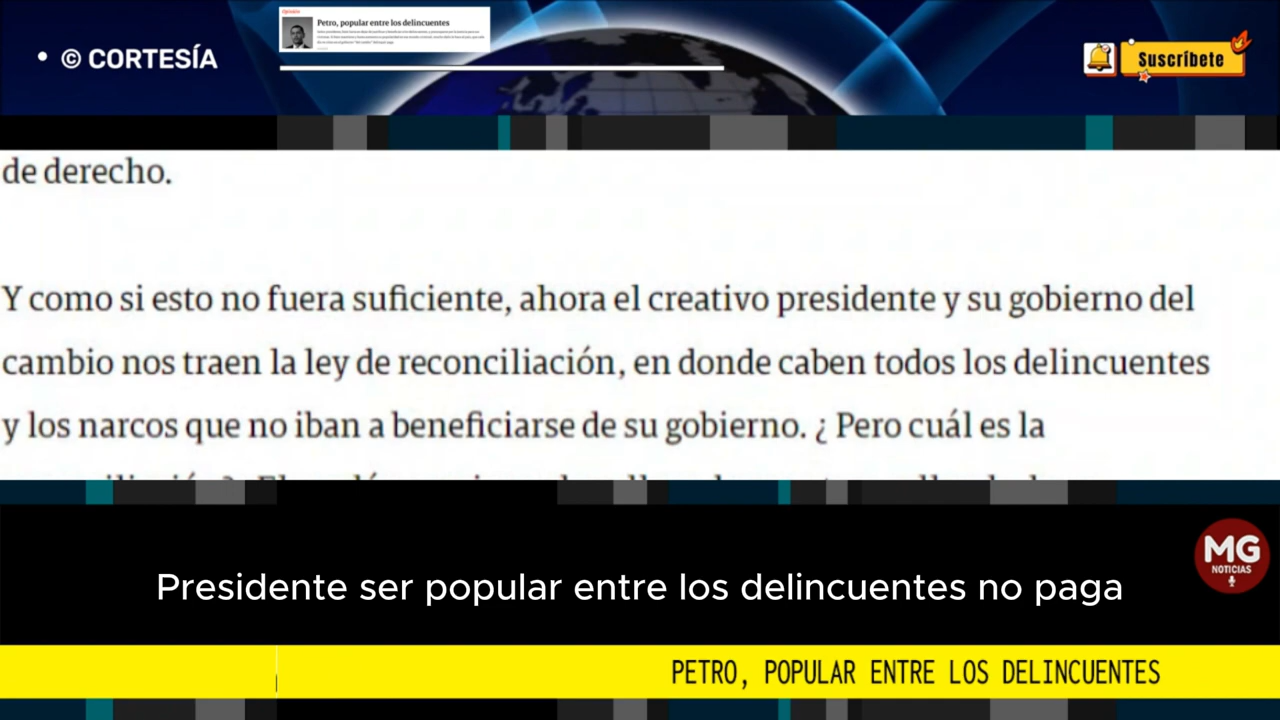 Opinión
Petro, popular entre los delincuentes
• © CORTESÍA
Suscríbete
de derecho.
Y como si esto no fuera suficiente, ahora el creativo presidente y su gobierno del
cambio nos traen la ley de reconciliación, en donde caben todos los delincuentes
y los narcos que no iban a beneficiarse de su gobierno. ¿ Pero cuál es la
MG
NOTICIAS
Presidente ser popular entre los delincuentes no paga
PETRO, POPULAR ENTRE LOS DELINCUENTES